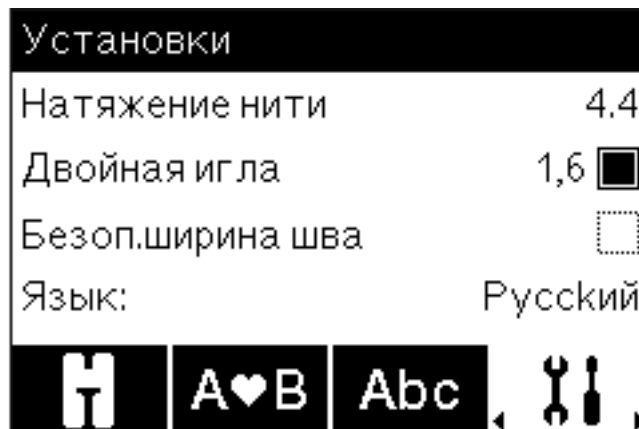 Установки
Натяжение нити 4.4
Двойная игла 1,6
Безоп.ширина шва
Язык: Русский
A♥B Abc